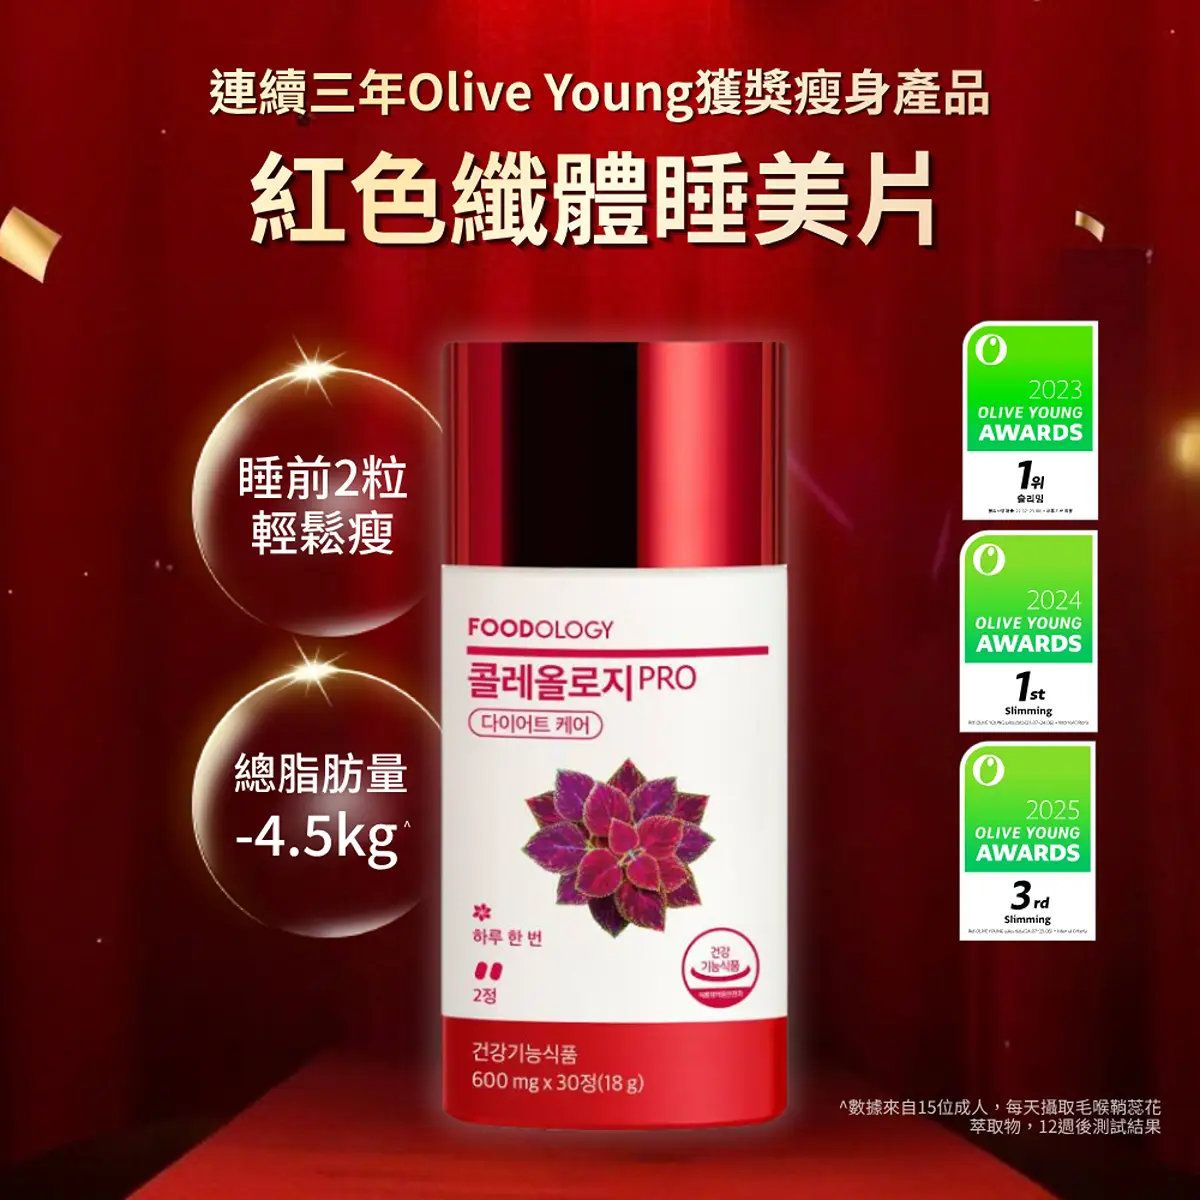 連續三年Olive Young獲獎瘦身產品
紅色纖體睡美片
睡前2粒
輕鬆瘦
總脂肪量
-4.5kg^
FOODOLOGY
콜레올로지PRO
다이어트 케어
하루 한 번
2정
건강
기능식품
건강기능식품
600 mg x 30정(18 g)
2023
OLIVE YOUNG
AWARDS
1위
슬리밍
2024
OLIVE YOUNG
AWARDS
1st
Slimming
2025
OLIVE YOUNG
AWARDS
3rd
Slimming
^數據來自15位成人，每天攝取毛喉鞘蕊花
萃取物，12週後測試結果